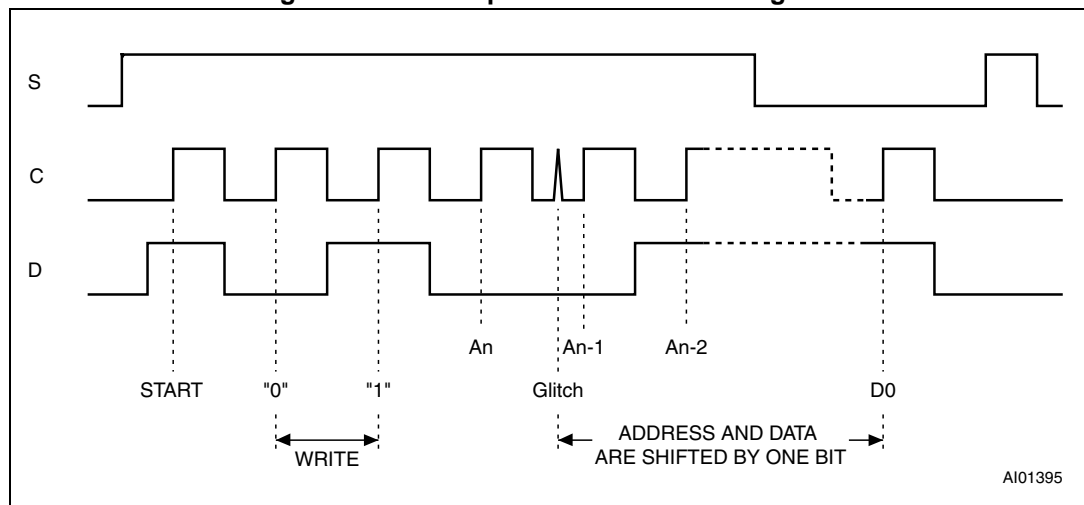 S
C
D
An An-1 An-2
START "0" "1" Glitch D0
WRITE
ADDRESS AND DATA
ARE SHIFTED BY ONE BIT
AI01395